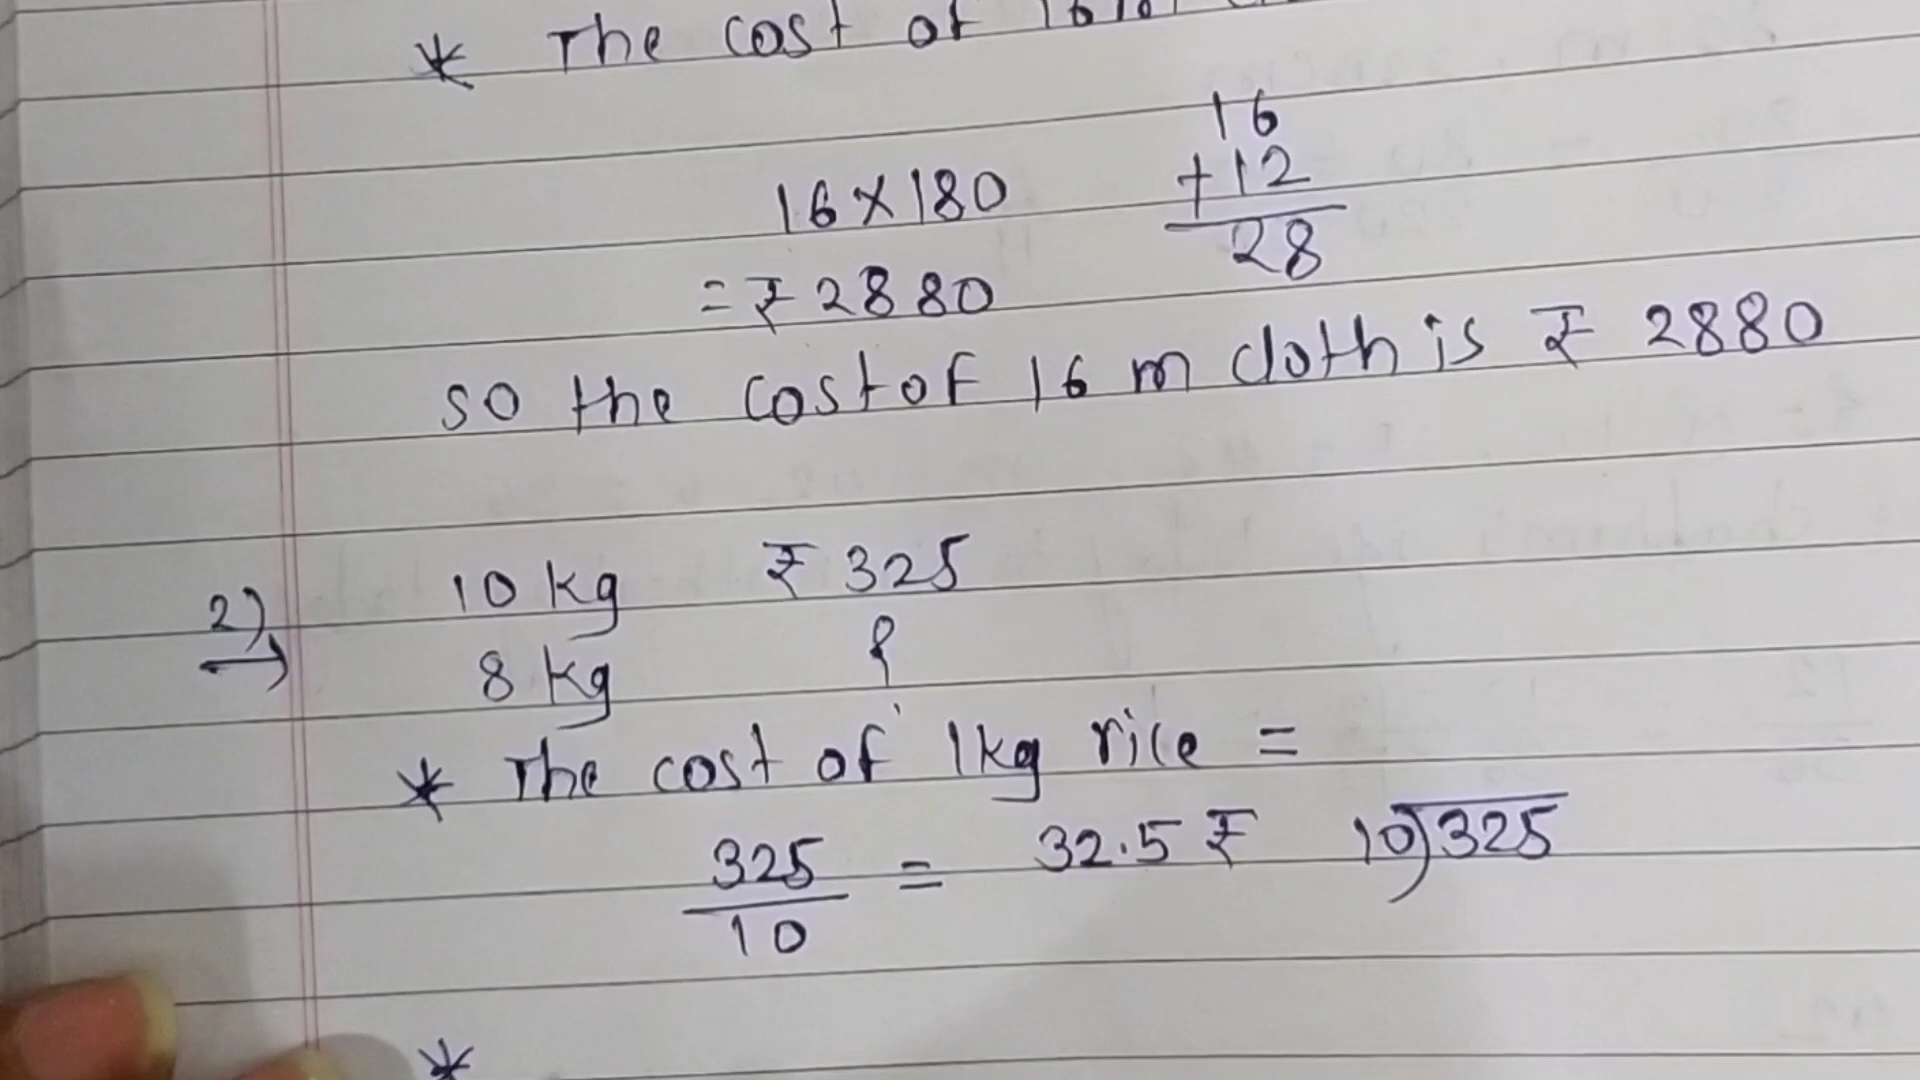 * The cost of
16
16×180 +12
28
= ₹ 2880
so the cost of 16 m cloth is ₹ 2880
2) 10 kg ₹ 325
8 kg ?
* The cost of 1kg rice =
325/10 = 32.5 ₹ 10)325
*